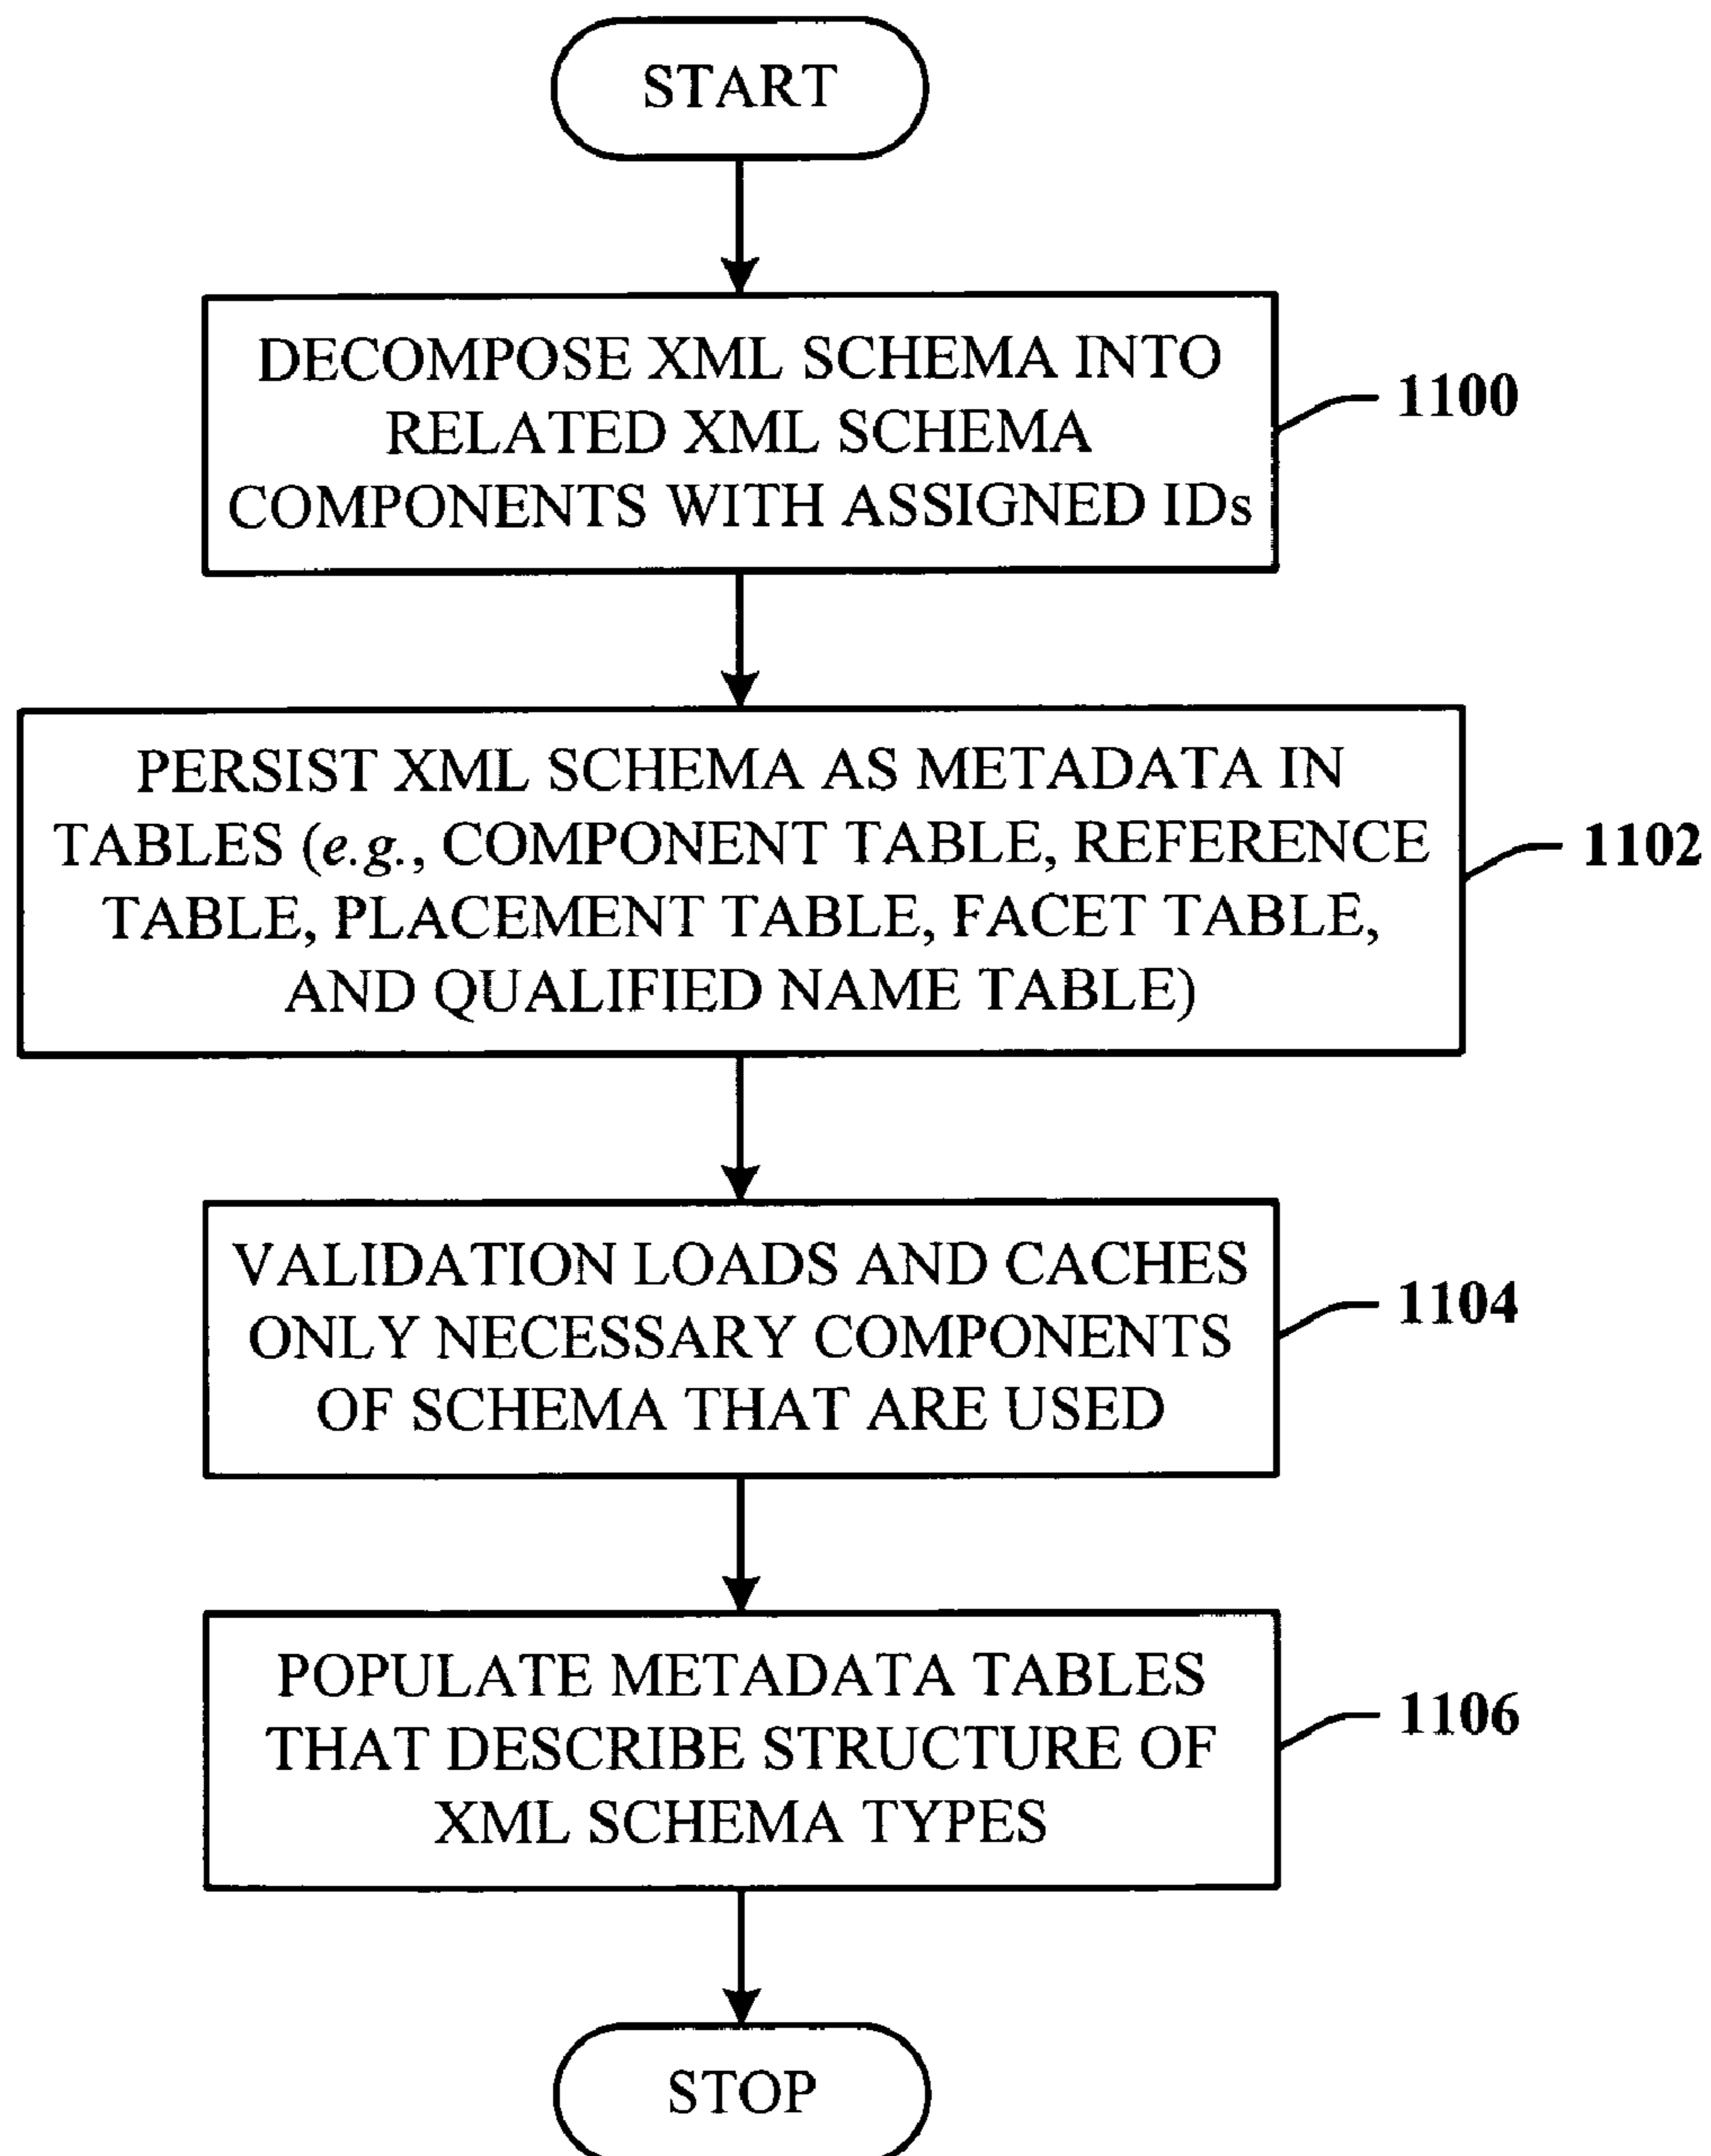 START
DECOMPOSE XML SCHEMA INTO
RELATED XML SCHEMA
COMPONENTS WITH ASSIGNED IDs
1100
PERSIST XML SCHEMA AS METADATA IN
TABLES (e.g., COMPONENT TABLE, REFERENCE
TABLE, PLACEMENT TABLE, FACET TABLE,
AND QUALIFIED NAME TABLE)
1102
VALIDATION LOADS AND CACHES
ONLY NECESSARY COMPONENTS
OF SCHEMA THAT ARE USED
1104
POPULATE METADATA TABLES
THAT DESCRIBE STRUCTURE OF
XML SCHEMA TYPES
1106
STOP